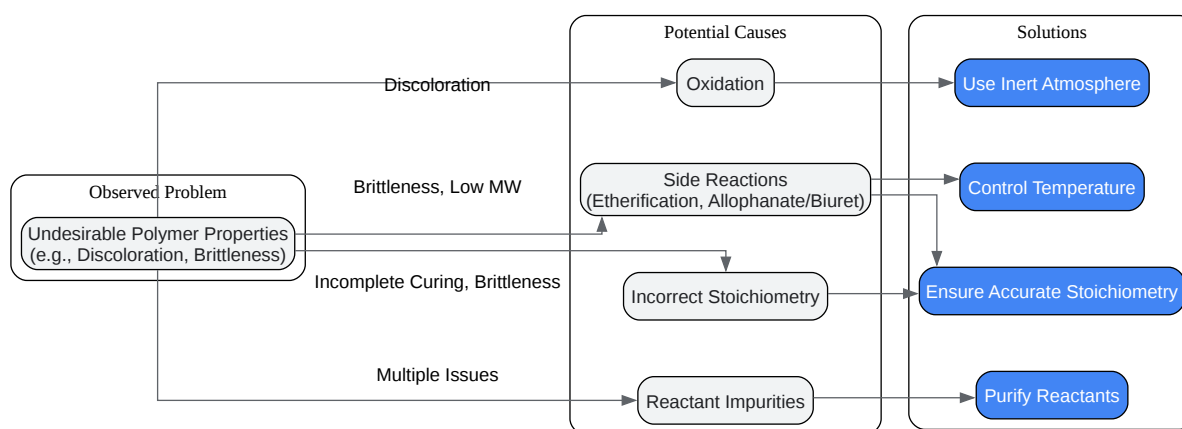 Potential Causes
Solutions
Discoloration
Oxidation
Use Inert Atmosphere
Observed Problem
Brittleness, Low MW
Side Reactions
(Etherification, Allophanate/Biuret)
Control Temperature
Undesirable Polymer Properties
(e.g., Discoloration, Brittleness)
Incomplete Curing, Brittleness
Incorrect Stoichiometry
Ensure Accurate Stoichiometry
Multiple Issues
Reactant Impurities
Purify Reactants